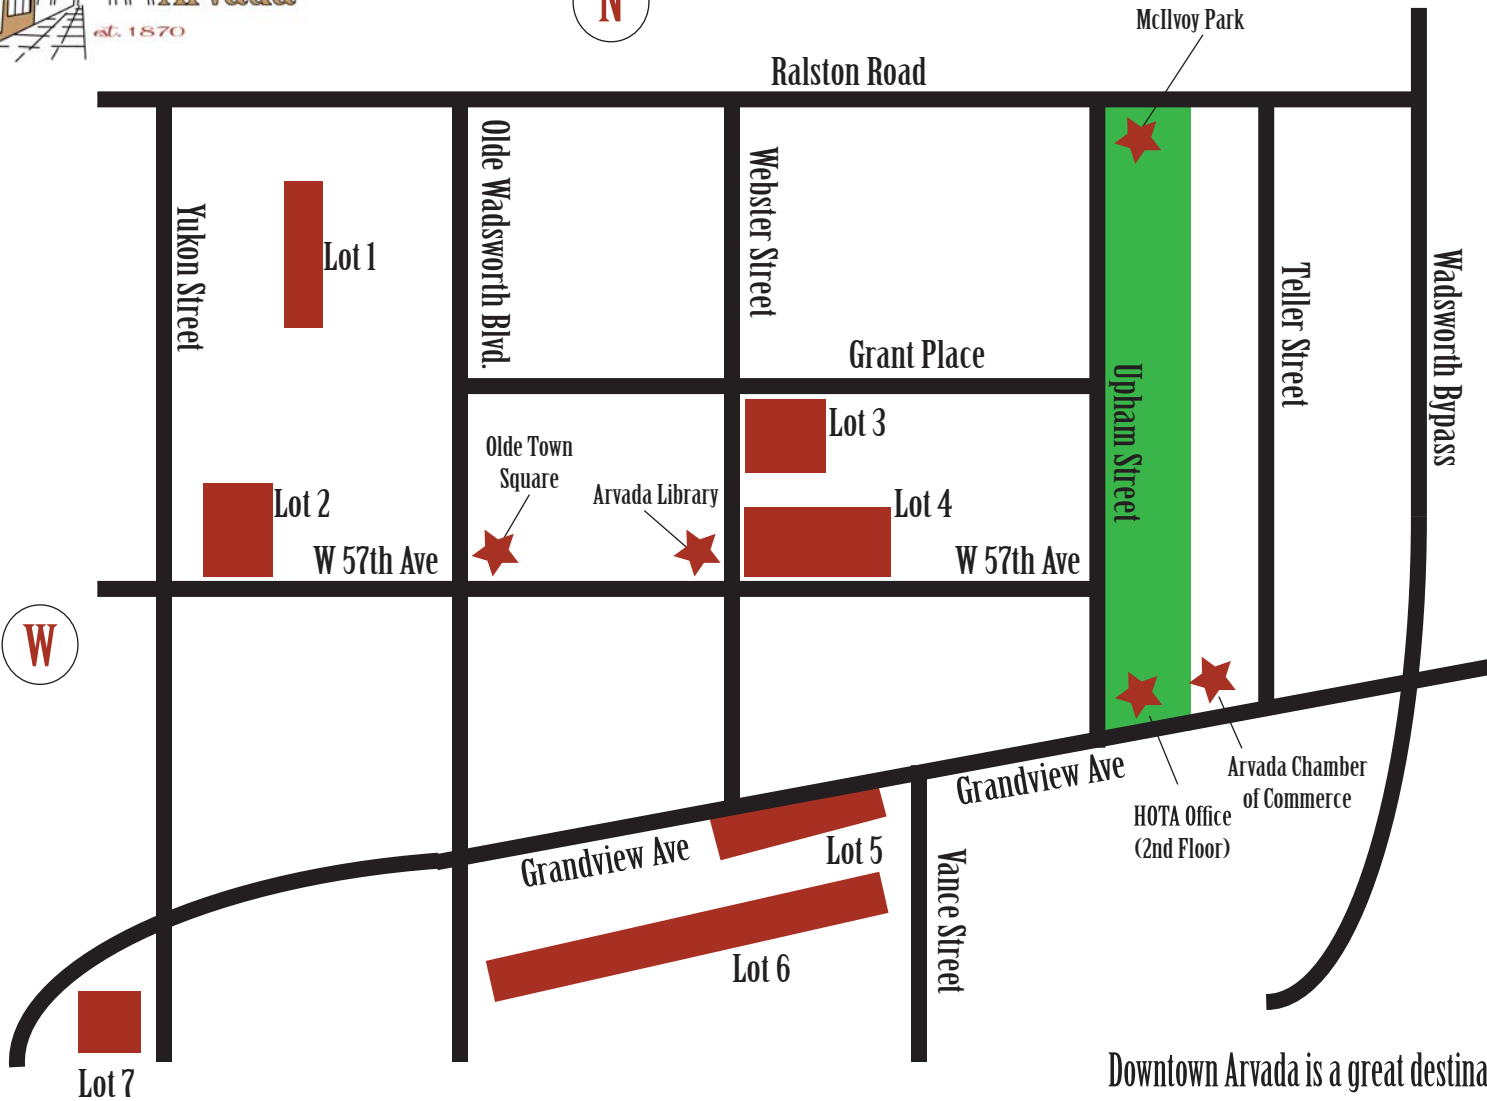 Arvada
est. 1870
N
McIlvoy Park
Ralston Road
Yukon Street
Lot 1
Olde Wadsworth Blvd.
Webster Street
Grant Place
Upham Street
Teller Street
Wadsworth Bypass
Lot 3
Olde Town
Square
Arvada Library
Lot 2
Lot 4
W 57th Ave
W 57th Ave
W
Grandview Ave
Arvada Chamber
of Commerce
HOTA Office
(2nd Floor)
Grandview Ave
Lot 5
Vance Street
Lot 6
Lot 7
Downtown Arvada is a great destina